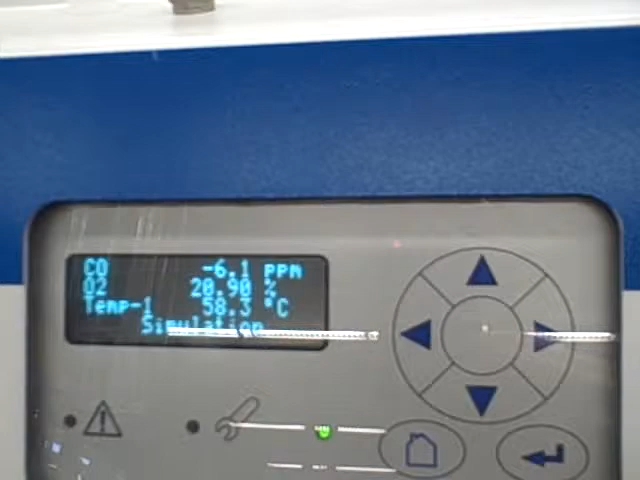 CO -6.1 ppm
O2 20.90 %
Temp-1 58.3 °C
Simulation